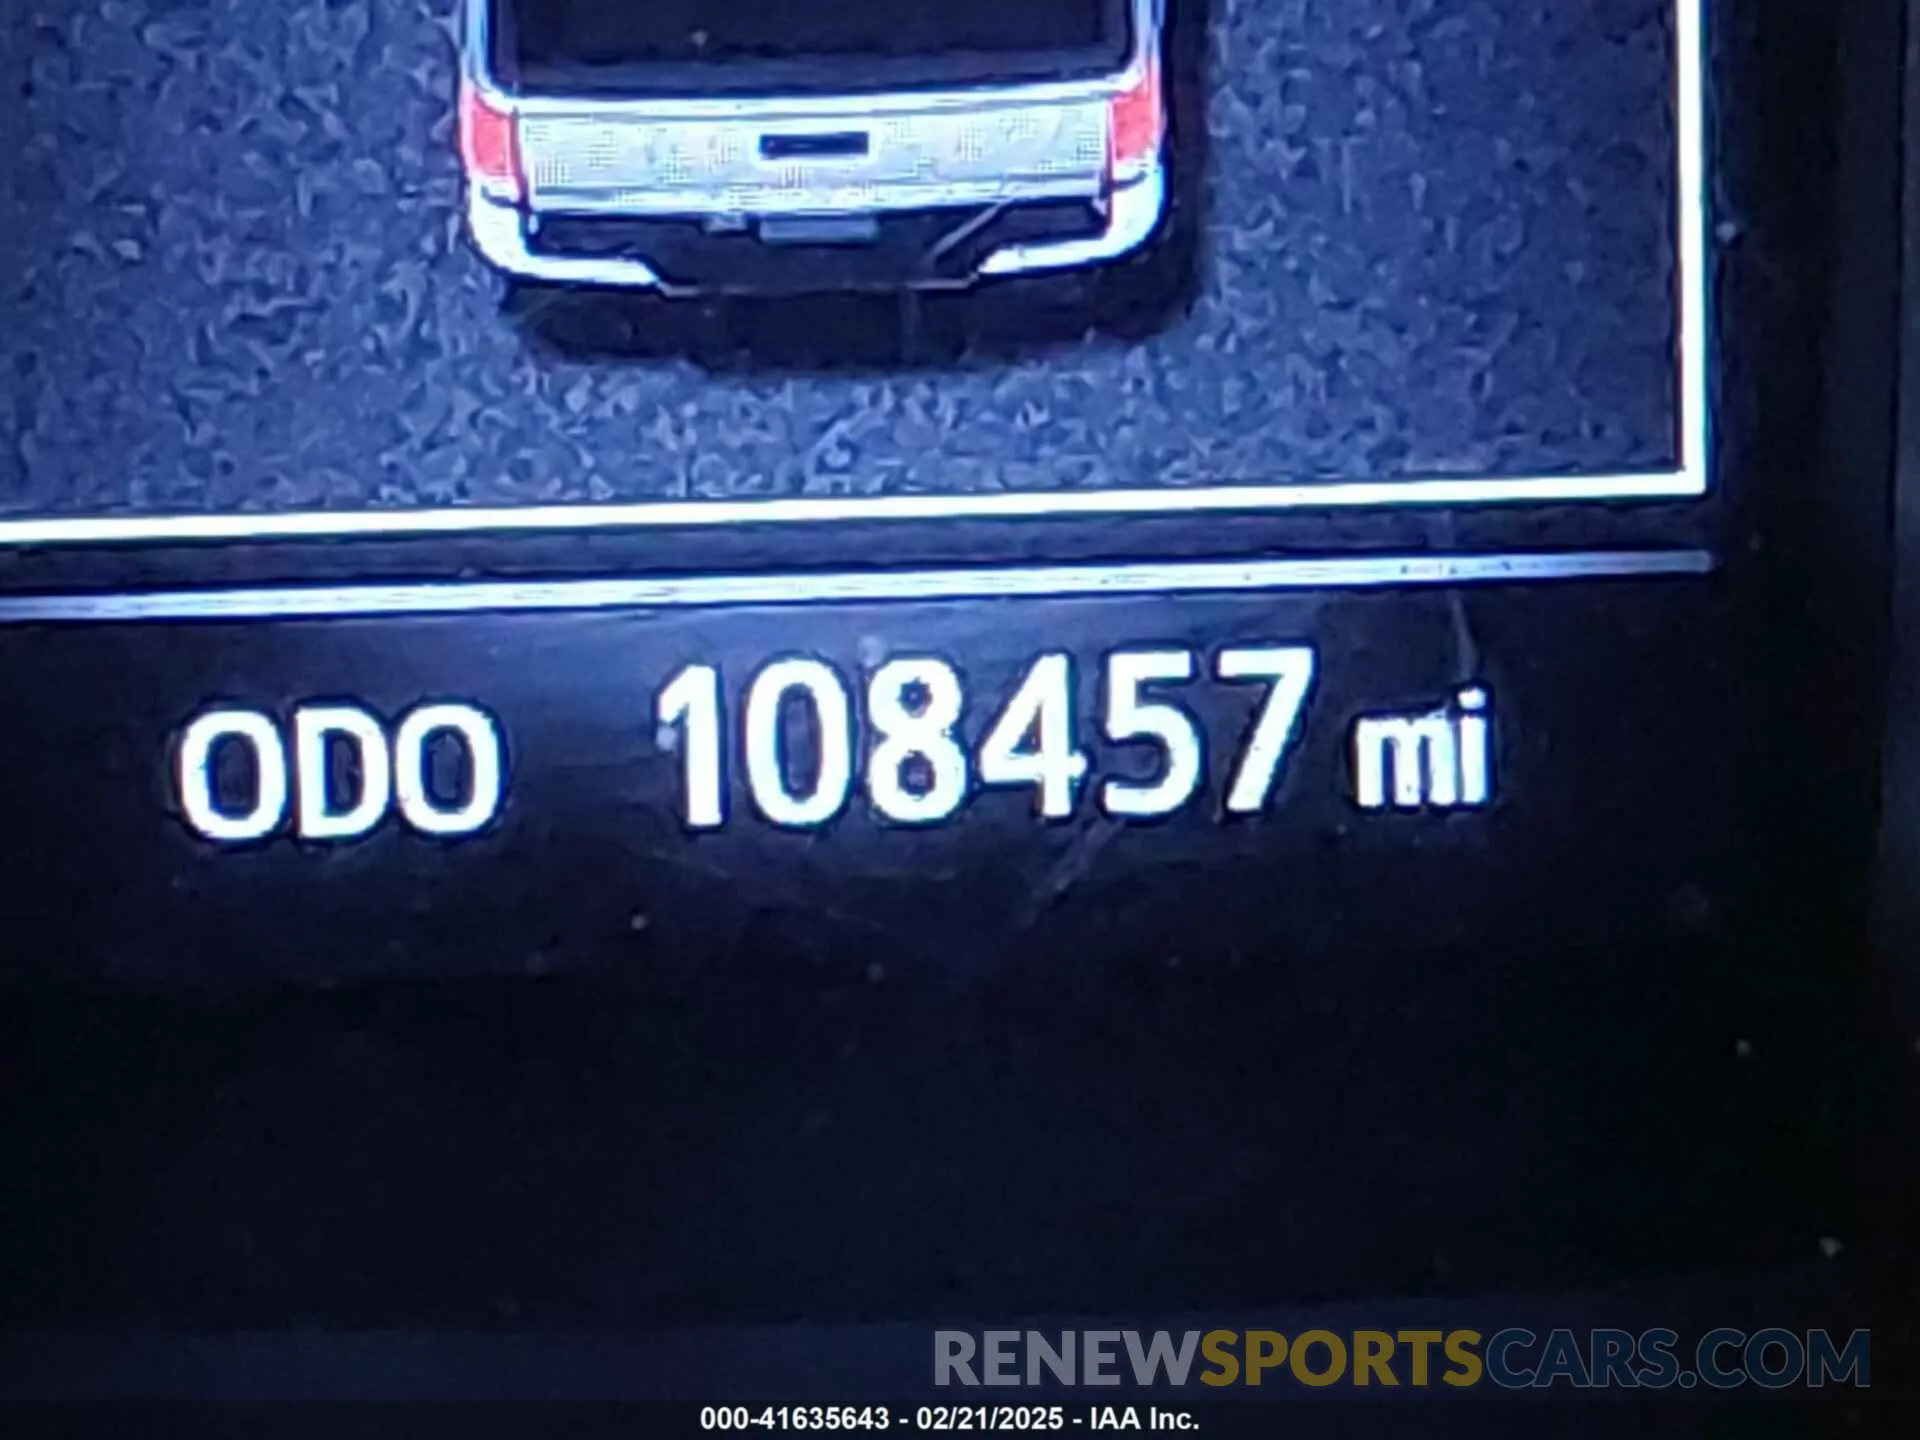 ODO 108457 mi
RENEWSPORTSCARS.COM
000-41635643 - 02/21/2025 - IAA Inc.